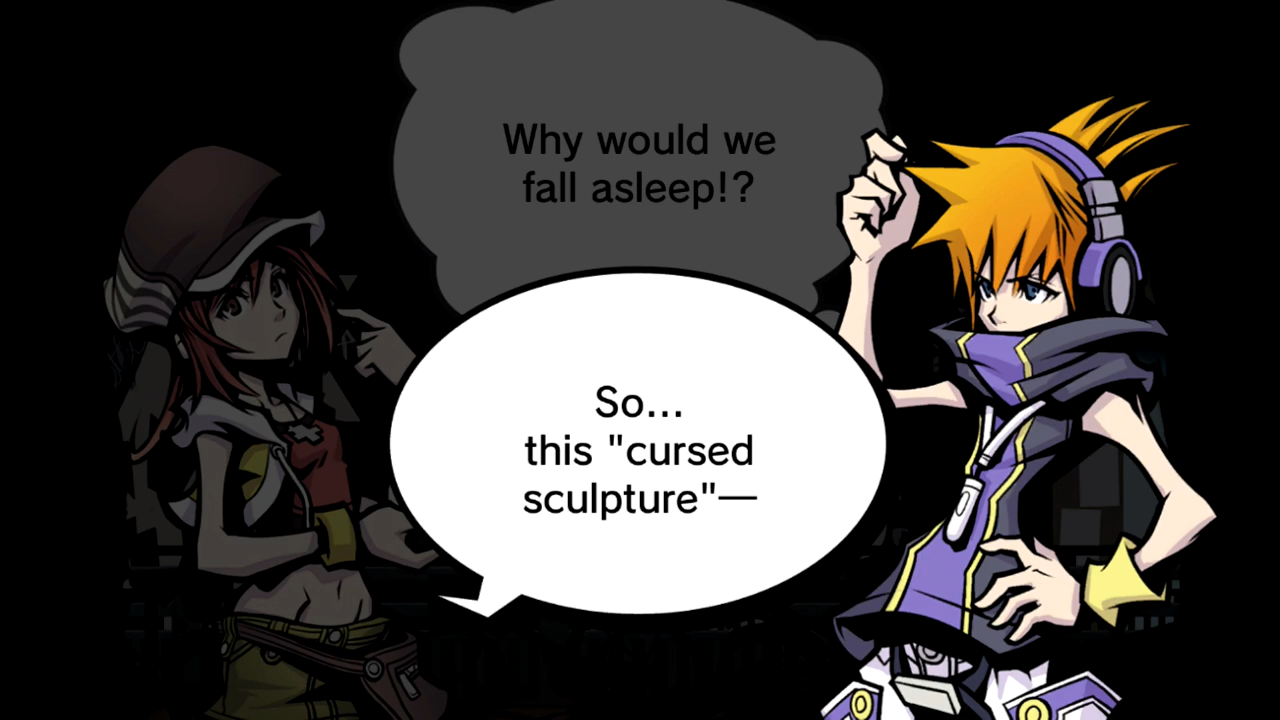 Why would we
fall asleep!?
So...
this "cursed
sculpture"—